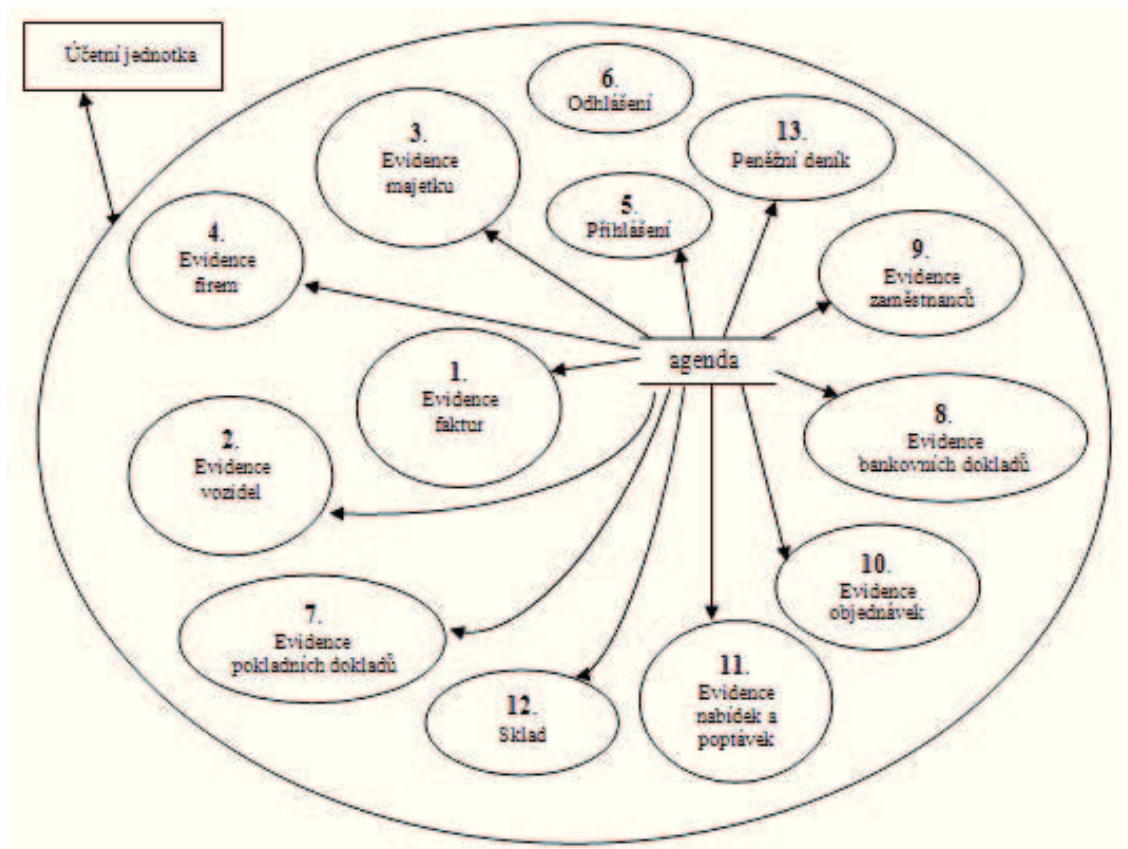 Účetní jednotka
6.
Odhlášení
3.
Evidence
majetku
13.
Peněžní deník
5.
Přihlášení
4.
Evidence
firem
9.
Evidence
zaměstnanců
agenda
1.
Evidence
faktur
8.
Evidence
bankovních dokladů
2.
Evidence
vozidel
10.
Evidence
objednávek
7.
Evidence
pokladních dokladů
11.
Evidence
nabídek a
poptávek
12.
Sklad